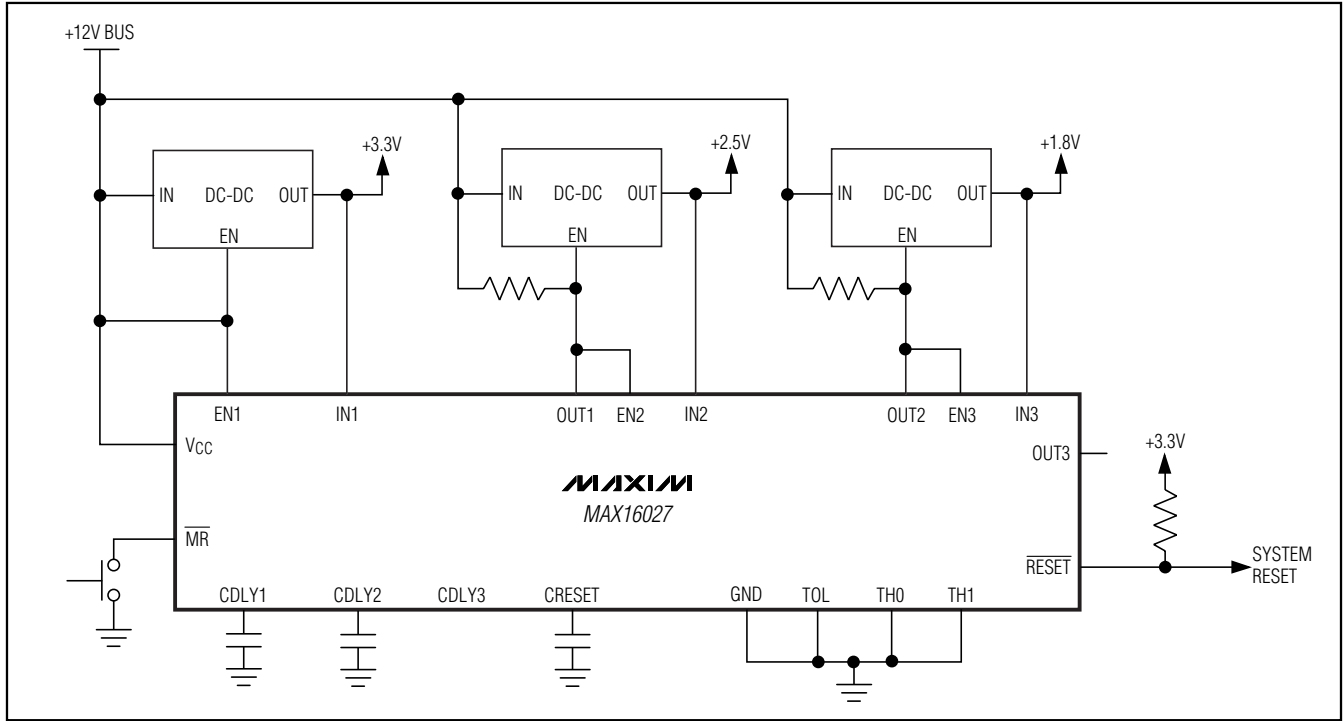 +12V BUS
+3.3V
+2.5V
+1.8V
IN
DC-DC
OUT
EN
IN
DC-DC
OUT
EN
IN
DC-DC
OUT
EN
EN1
IN1
OUT1
EN2
IN2
OUT2
EN3
IN3
VCC
OUT3
+3.3V
MAXIM
MAX16027
MR
RESET
SYSTEM
RESET
CDLY1
CDLY2
CDLY3
CRESET
GND
TOL
TH0
TH1